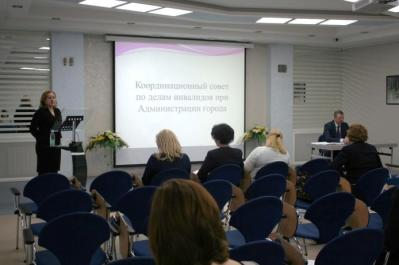 Координационный совет
по делам инвалидов при
Администрации города